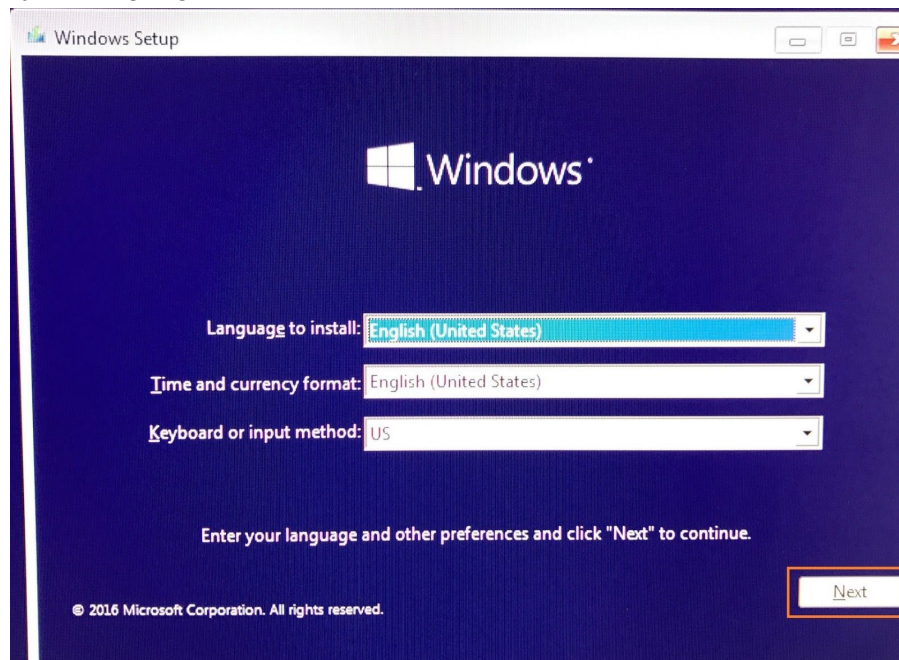 Windows Setup
Windows
Language to install: English (United States)
Time and currency format: English (United States)
Keyboard or input method: US
Enter your language and other preferences and click "Next" to continue.
Next
© 2016 Microsoft Corporation. All rights reserved.